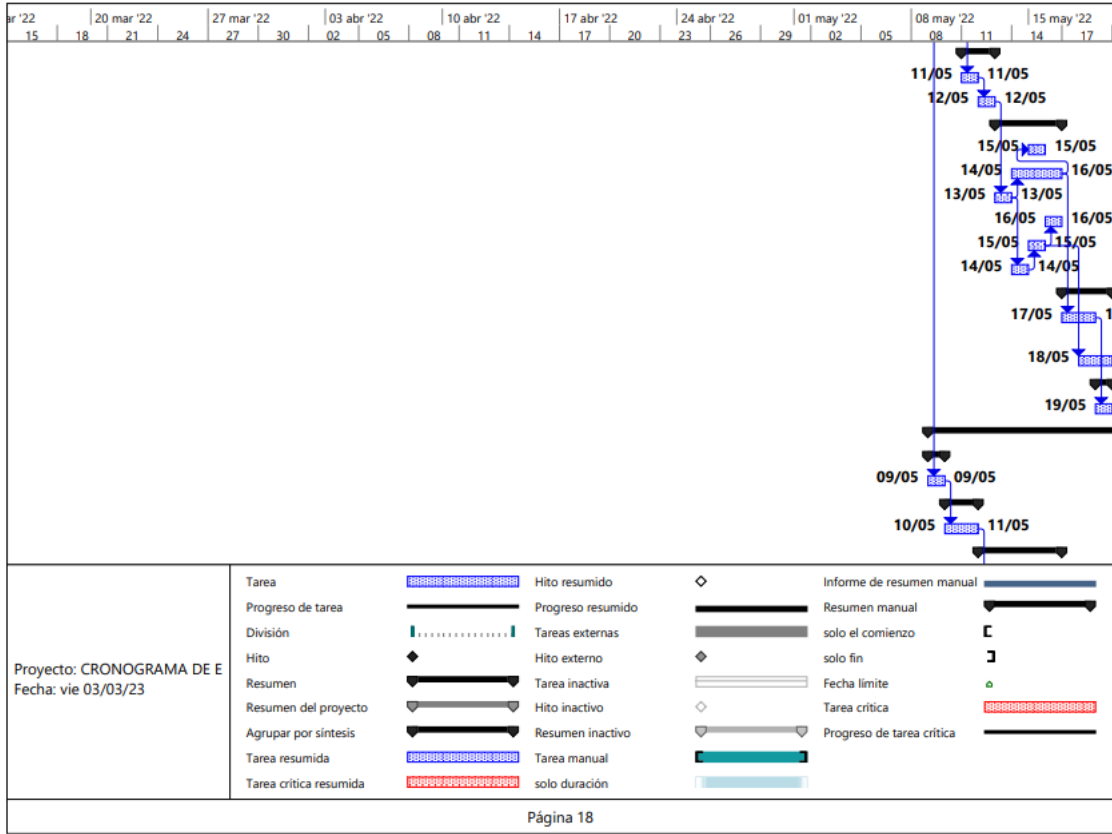 ar '22 20 mar '22 27 mar '22 03 abr '22 10 abr '22 17 abr '22 24 abr '22 01 may '22 08 may '22 15 may '22
15 18 21 24 27 30 02 05 08 11 14 17 20 23 26 29 02 05 08 11 14 17
11/05 11/05
12/05 12/05
15/05 15/05
14/05 16/05
13/05 13/05
16/05 16/05
15/05 15/05
14/05 14/05
17/05 1
18/05
19/05
09/05 09/05
10/05 11/05
Proyecto: CRONOGRAMA DE E
Fecha: vie 03/03/23
Tarea
Progreso de tarea
División
Hito
Resumen
Resumen del proyecto
Agrupar por síntesis
Tarea resumida
Tarea crítica resumida
Hito resumido
Progreso resumido
Tareas externas
Hito externo
Tarea inactiva
Hito inactivo
Resumen inactivo
Tarea manual
solo duración
Informe de resumen manual
Resumen manual
solo el comienzo
solo fin
Fecha límite
Tarea crítica
Progreso de tarea crítica
Página 18